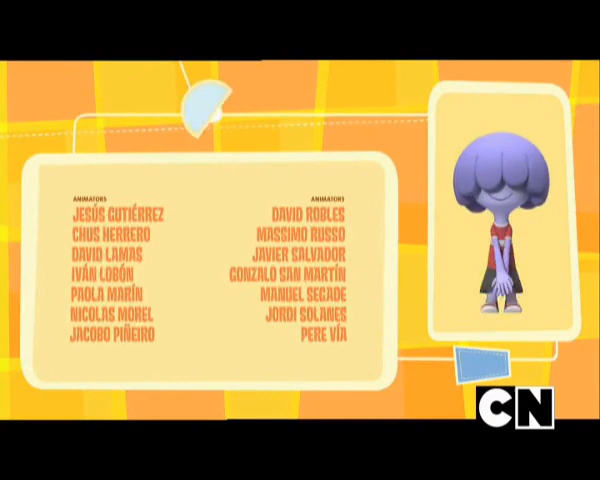 ANIMATORS
JESÚS GUTIÉRREZ
CHUS HERRERO
DAVID LAMAS
IVÁN LOBÓN
PAOLA MARÍN
NICOLAS MOREL
JACOBO PIÑEIRO
ANIMATORS
DAVID ROBLES
MASSIMO RUSSO
JAVIER SALVADOR
GONZALO SAN MARTÍN
MANUEL SEGADE
JORDI SOLANES
PERE VÍA
CN